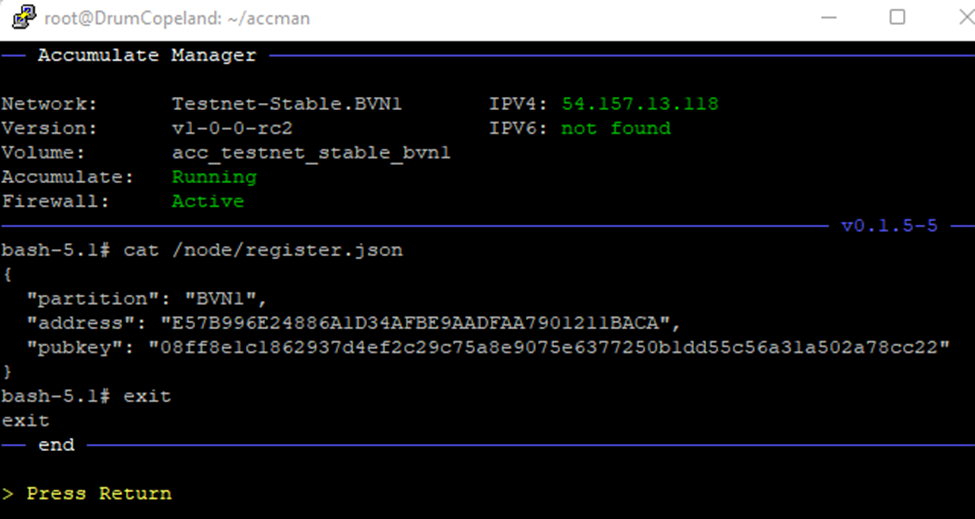 root@DrumCopeland: ~/accman
Accumulate Manager
Network: Testnet-Stable.BVN1 IPV4: 54.157.13.118
Version: v1-0-0-rc2 IPV6: not found
Volume: acc_testnet_stable_bvn1
Accumulate: Running
Firewall: Active
v0.1.5-5
bash-5.1# cat /node/register.json
{
"partition": "BVN1",
"address": "E57B996E24886A1D34AFBE9AADFAA7901211BACA",
"pubkey": "08ff8e1c1862937d4ef2c29c75a8e9075e6377250b1dd55c56a31a502a78cc22"
}
bash-5.1# exit
exit
end
> Press Return